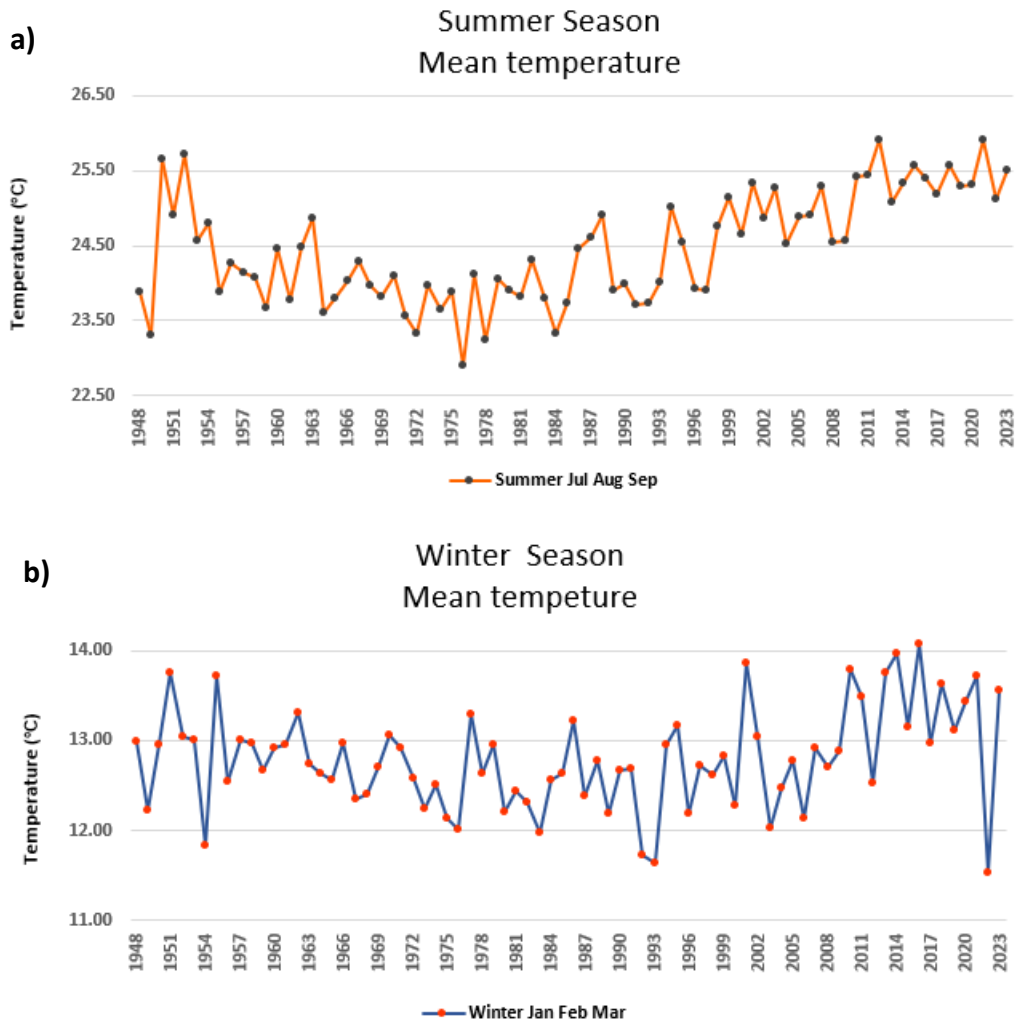 a)
Summer Season
Mean temperature
Temperature (°C)
26.50
25.50
24.50
23.50
22.50
1948 1951 1954 1957 1960 1963 1966 1969 1972 1975 1978 1981 1984 1987 1990 1993 1996 1999 2002 2005 2008 2011 2014 2017 2020 2023
Summer Jul Aug Sep
b)
Winter Season
Mean tempeture
Temperature (°C)
14.00
13.00
12.00
11.00
1948 1951 1954 1957 1960 1963 1966 1969 1972 1975 1978 1981 1984 1987 1990 1993 1996 1999 2002 2005 2008 2011 2014 2017 2020 2023
Winter Jan Feb Mar